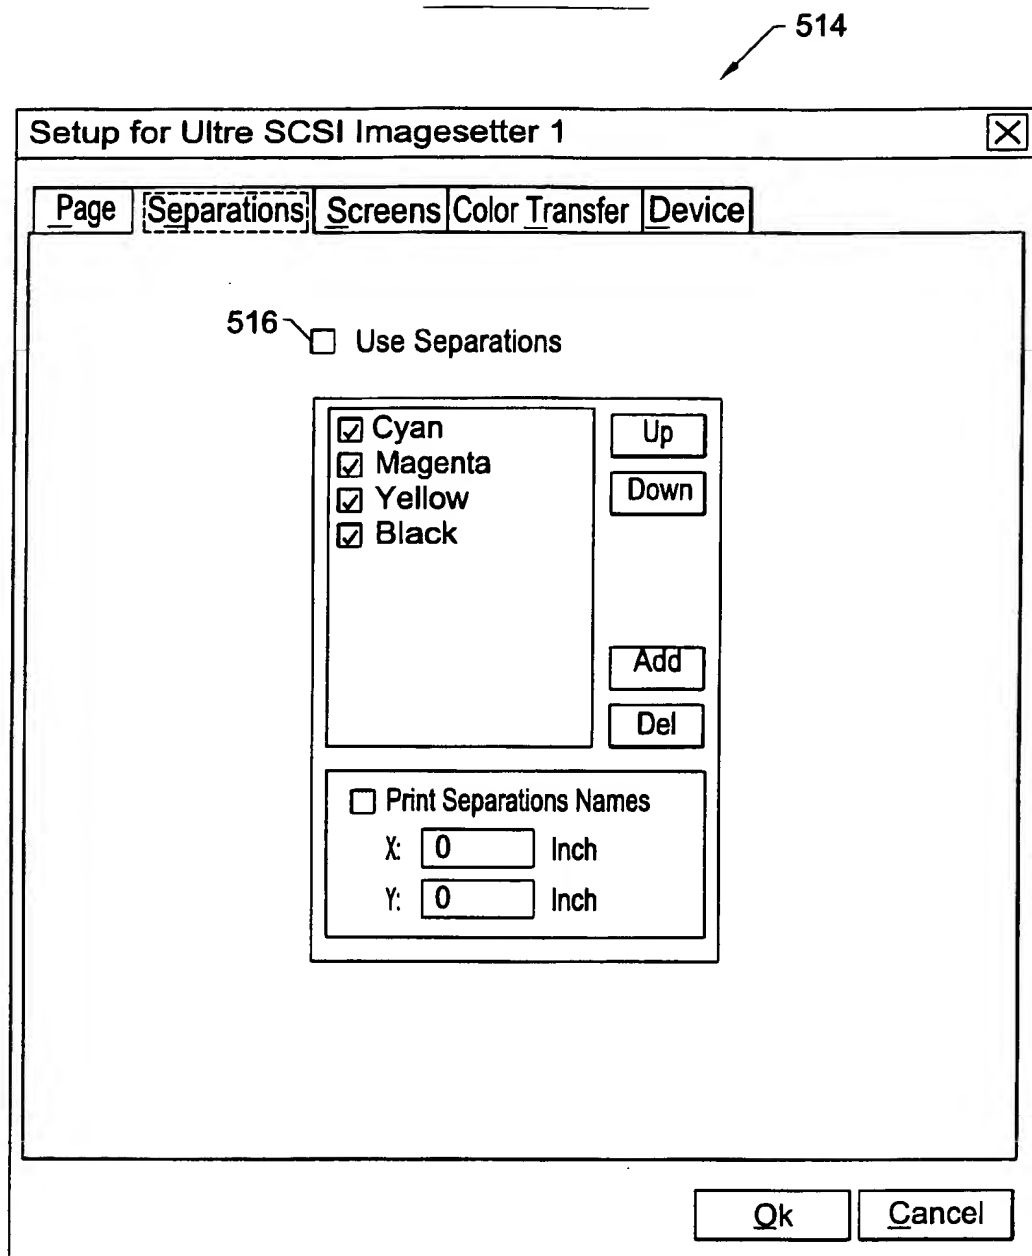 514
Setup for Ultre SCSI Imagesetter 1
Page Separations Screens Color Transfer Device
516 Use Separations
Cyan
Magenta
Yellow
Black
Up
Down
Add
Del
Print Separations Names
X: 0 Inch
Y: 0 Inch
Ok Cancel